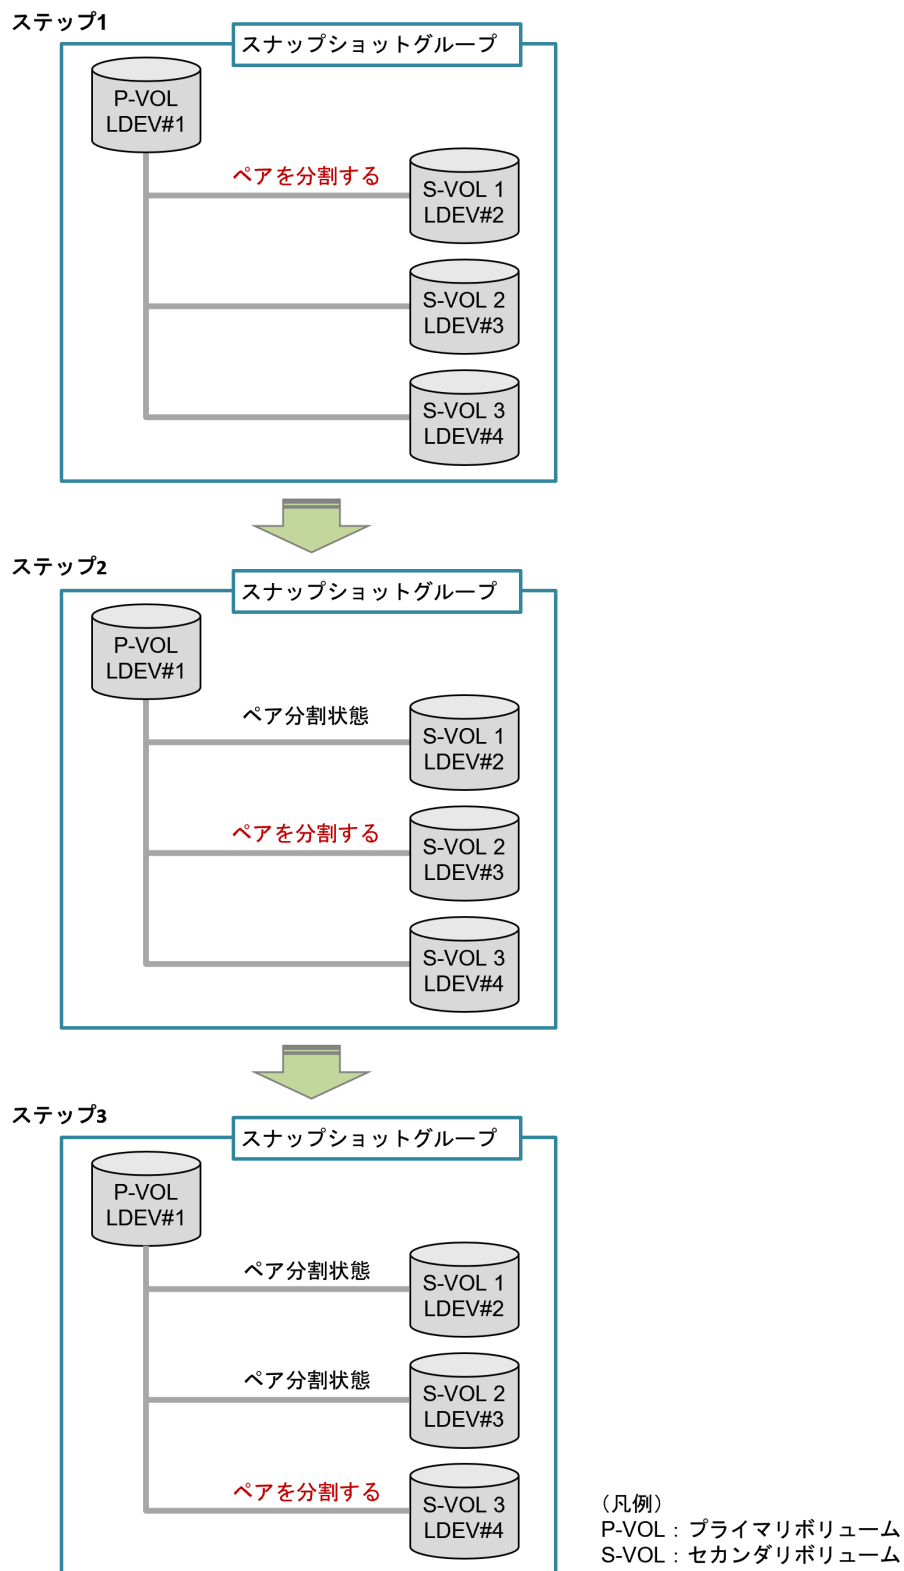 ステップ1
スナップショットグループ
P-VOL
LDEV#1
ペアを分割する
S-VOL 1
LDEV#2
S-VOL 2
LDEV#3
S-VOL 3
LDEV#4
ステップ2
スナップショットグループ
P-VOL
LDEV#1
ペア分割状態
S-VOL 1
LDEV#2
ペアを分割する
S-VOL 2
LDEV#3
S-VOL 3
LDEV#4
ステップ3
スナップショットグループ
P-VOL
LDEV#1
ペア分割状態
S-VOL 1
LDEV#2
ペア分割状態
S-VOL 2
LDEV#3
ペアを分割する
S-VOL 3
LDEV#4
（凡例）
P-VOL：プライマリボリューム
S-VOL：セカンダリボリューム